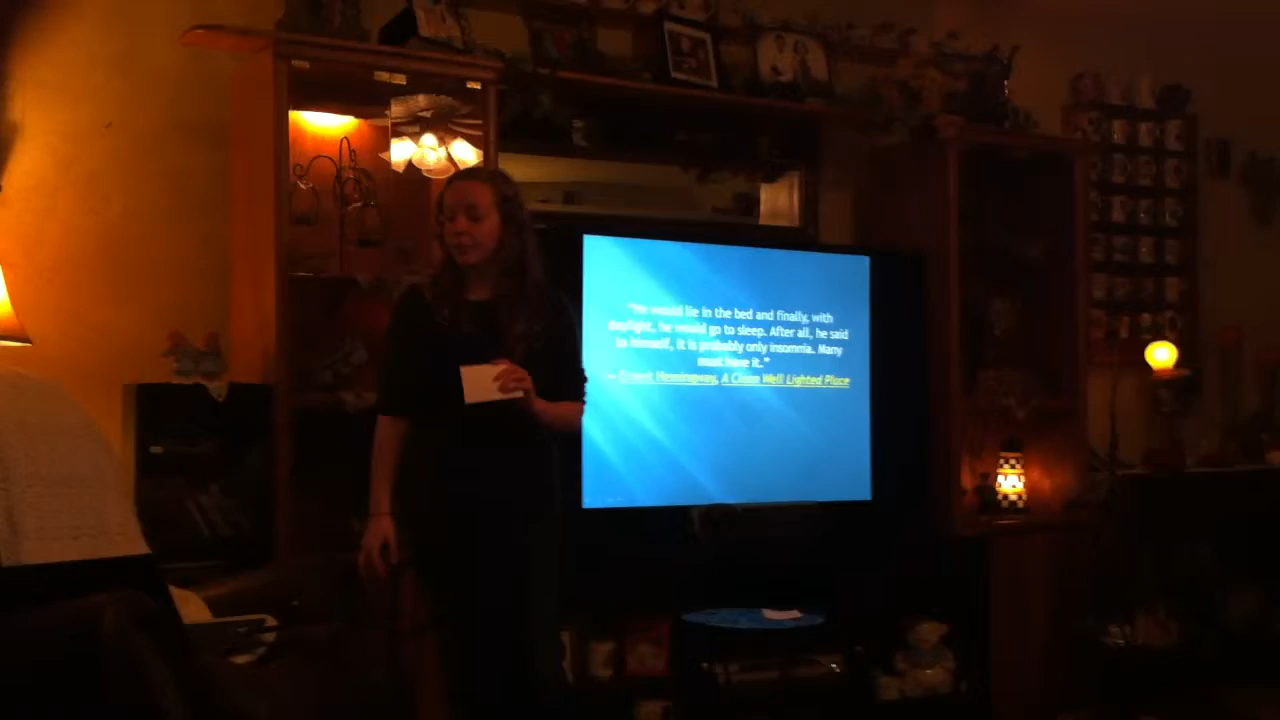 "He would lie in the bed and finally, with
daylight, he would go to sleep. After all, he said
to himself, it is probably only insomnia. Many
must have it."
― Ernest Hemingway, A Clean Well Lighted Place